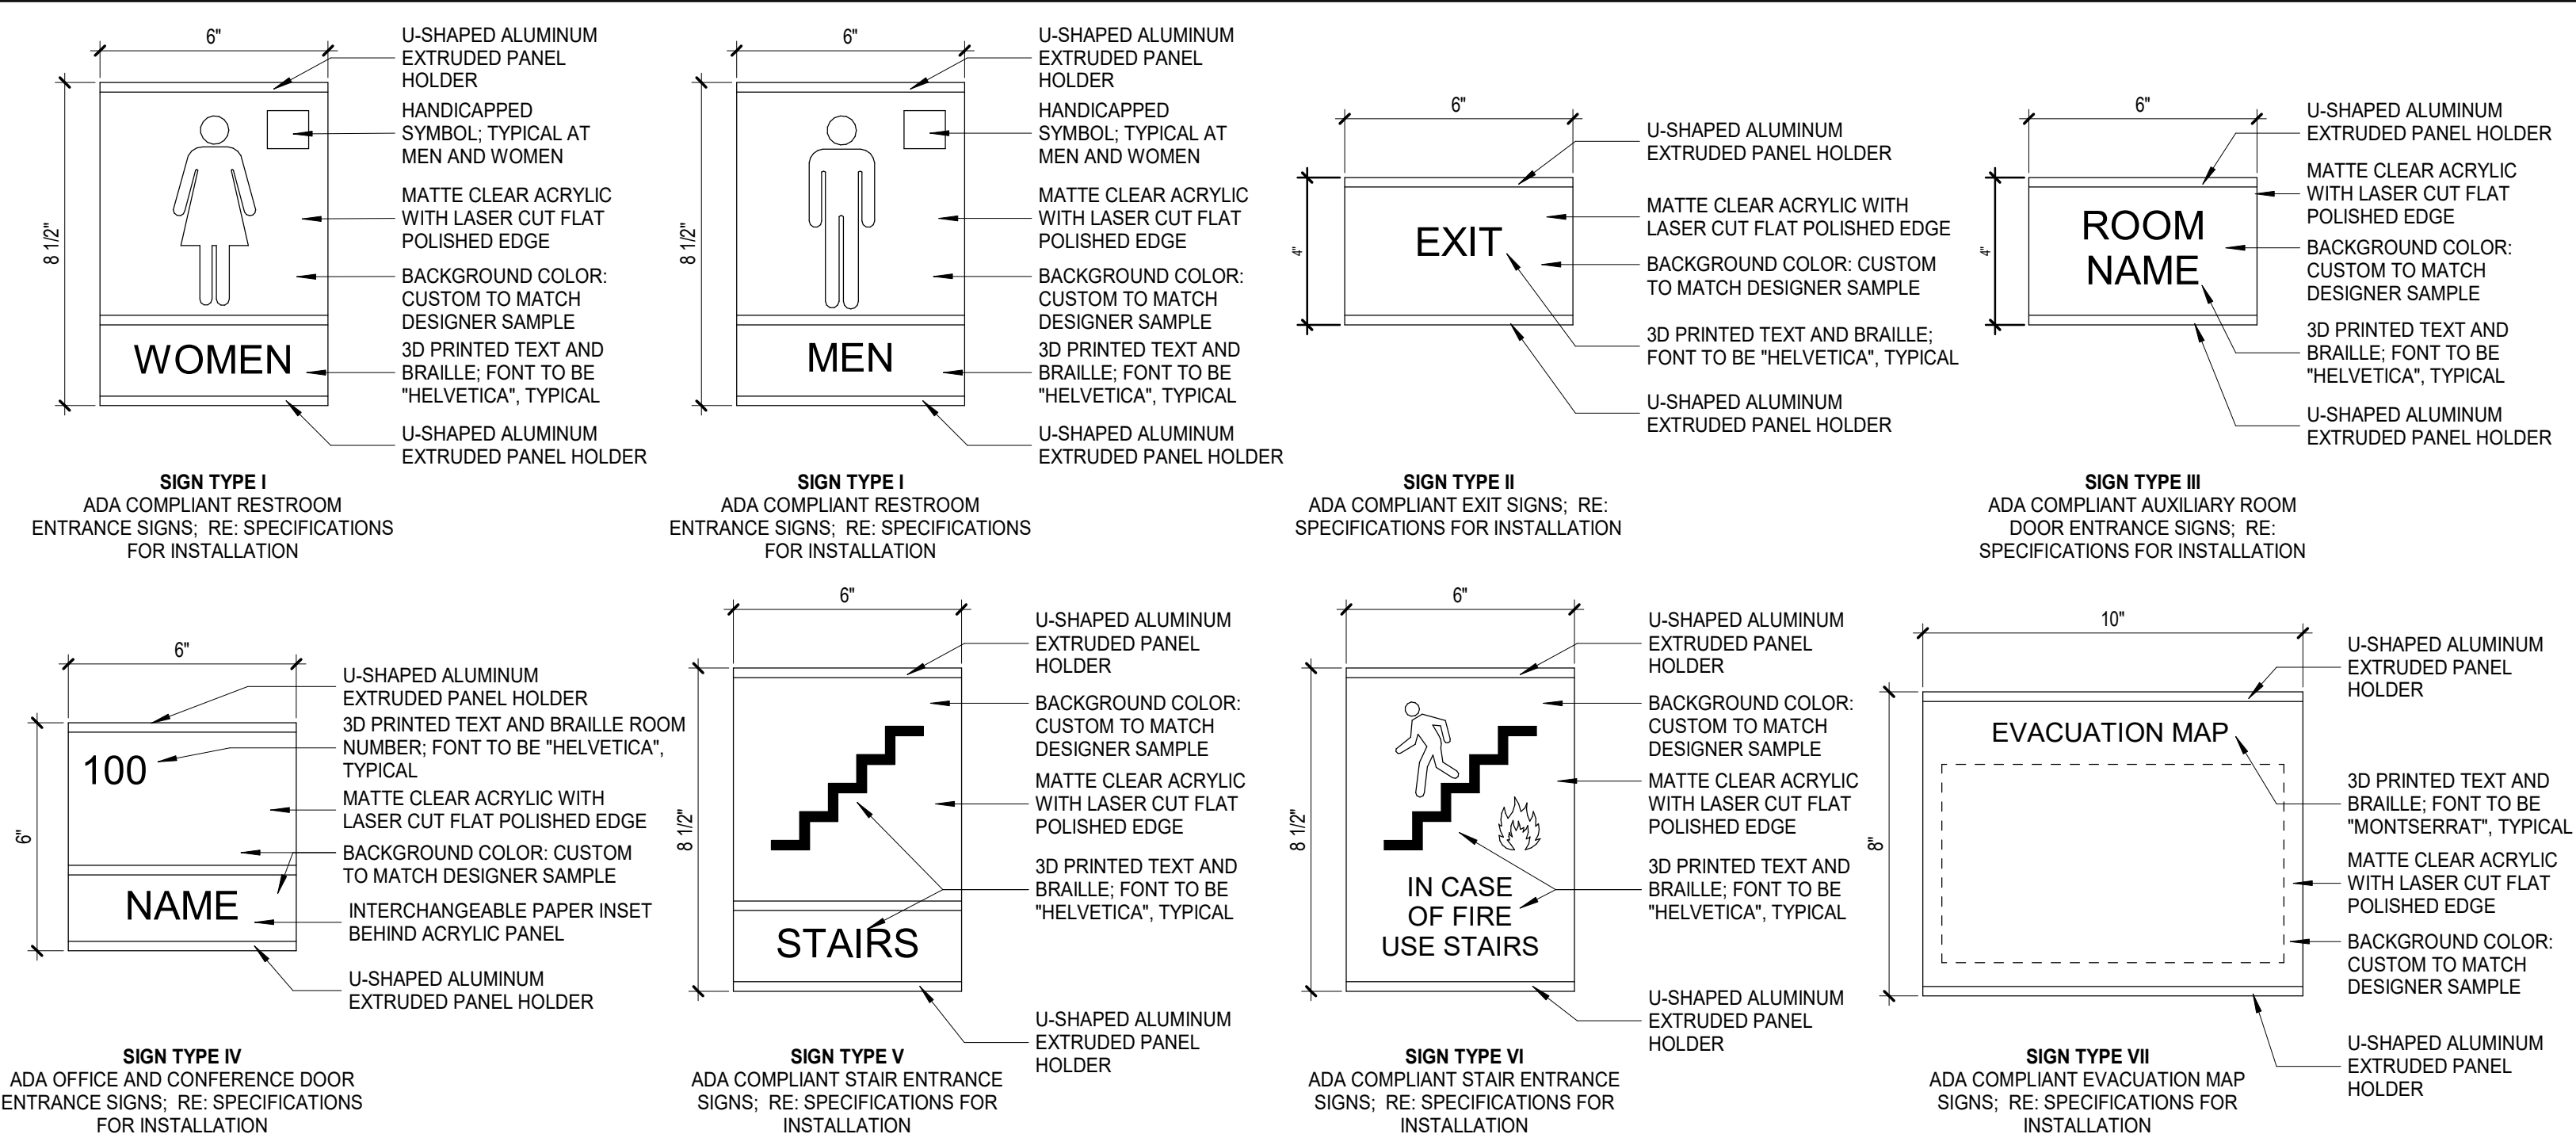 6"
8 1/2"
WOMEN
U-SHAPED ALUMINUM
EXTRUDED PANEL
HOLDER
HANDICAPPED
SYMBOL; TYPICAL AT
MEN AND WOMEN
MATTE CLEAR ACRYLIC
WITH LASER CUT FLAT
POLISHED EDGE
BACKGROUND COLOR:
CUSTOM TO MATCH
DESIGNER SAMPLE
3D PRINTED TEXT AND
BRAILLE; FONT TO BE
"HELVETICA", TYPICAL
U-SHAPED ALUMINUM
EXTRUDED PANEL HOLDER
SIGN TYPE I
ADA COMPLIANT RESTROOM
ENTRANCE SIGNS; RE: SPECIFICATIONS
FOR INSTALLATION
6"
8 1/2"
MEN
U-SHAPED ALUMINUM
EXTRUDED PANEL
HOLDER
HANDICAPPED
SYMBOL; TYPICAL AT
MEN AND WOMEN
MATTE CLEAR ACRYLIC
WITH LASER CUT FLAT
POLISHED EDGE
BACKGROUND COLOR:
CUSTOM TO MATCH
DESIGNER SAMPLE
3D PRINTED TEXT AND
BRAILLE; FONT TO BE
"HELVETICA", TYPICAL
U-SHAPED ALUMINUM
EXTRUDED PANEL HOLDER
SIGN TYPE I
ADA COMPLIANT RESTROOM
ENTRANCE SIGNS; RE: SPECIFICATIONS
FOR INSTALLATION
6"
4"
EXIT
U-SHAPED ALUMINUM
EXTRUDED PANEL HOLDER
MATTE CLEAR ACRYLIC WITH
LASER CUT FLAT POLISHED EDGE
BACKGROUND COLOR: CUSTOM
TO MATCH DESIGNER SAMPLE
3D PRINTED TEXT AND BRAILLE;
FONT TO BE "HELVETICA", TYPICAL
U-SHAPED ALUMINUM
EXTRUDED PANEL HOLDER
SIGN TYPE II
ADA COMPLIANT EXIT SIGNS; RE:
SPECIFICATIONS FOR INSTALLATION
6"
4"
ROOM
NAME
U-SHAPED ALUMINUM
EXTRUDED PANEL HOLDER
MATTE CLEAR ACRYLIC
WITH LASER CUT FLAT
POLISHED EDGE
BACKGROUND COLOR:
CUSTOM TO MATCH
DESIGNER SAMPLE
3D PRINTED TEXT AND
BRAILLE; FONT TO BE
"HELVETICA", TYPICAL
U-SHAPED ALUMINUM
EXTRUDED PANEL HOLDER
SIGN TYPE III
ADA COMPLIANT AUXILIARY ROOM
DOOR ENTRANCE SIGNS; RE:
SPECIFICATIONS FOR INSTALLATION
6"
6"
100
NAME
U-SHAPED ALUMINUM
EXTRUDED PANEL HOLDER
3D PRINTED TEXT AND BRAILLE ROOM
NUMBER; FONT TO BE "HELVETICA",
TYPICAL
MATTE CLEAR ACRYLIC WITH
LASER CUT FLAT POLISHED EDGE
BACKGROUND COLOR: CUSTOM
TO MATCH DESIGNER SAMPLE
INTERCHANGEABLE PAPER INSET
BEHIND ACRYLIC PANEL
U-SHAPED ALUMINUM
EXTRUDED PANEL HOLDER
SIGN TYPE IV
ADA OFFICE AND CONFERENCE DOOR
ENTRANCE SIGNS; RE: SPECIFICATIONS
FOR INSTALLATION
6"
8 1/2"
STAIRS
U-SHAPED ALUMINUM
EXTRUDED PANEL
HOLDER
BACKGROUND COLOR:
CUSTOM TO MATCH
DESIGNER SAMPLE
MATTE CLEAR ACRYLIC
WITH LASER CUT FLAT
POLISHED EDGE
3D PRINTED TEXT AND
BRAILLE; FONT TO BE
"HELVETICA", TYPICAL
U-SHAPED ALUMINUM
EXTRUDED PANEL
HOLDER
SIGN TYPE V
ADA COMPLIANT STAIR ENTRANCE
SIGNS; RE: SPECIFICATIONS FOR
INSTALLATION
6"
8 1/2"
IN CASE
OF FIRE
USE STAIRS
U-SHAPED ALUMINUM
EXTRUDED PANEL
HOLDER
BACKGROUND COLOR:
CUSTOM TO MATCH
DESIGNER SAMPLE
MATTE CLEAR ACRYLIC
WITH LASER CUT FLAT
POLISHED EDGE
3D PRINTED TEXT AND
BRAILLE; FONT TO BE
"HELVETICA", TYPICAL
U-SHAPED ALUMINUM
EXTRUDED PANEL
HOLDER
SIGN TYPE VI
ADA COMPLIANT STAIR ENTRANCE
SIGNS; RE: SPECIFICATIONS FOR
INSTALLATION
10"
8"
EVACUATION MAP
U-SHAPED ALUMINUM
EXTRUDED PANEL
HOLDER
3D PRINTED TEXT AND
BRAILLE; FONT TO BE
"MONTSERRAT", TYPICAL
MATTE CLEAR ACRYLIC
WITH LASER CUT FLAT
POLISHED EDGE
BACKGROUND COLOR:
CUSTOM TO MATCH
DESIGNER SAMPLE
U-SHAPED ALUMINUM
EXTRUDED PANEL
HOLDER
SIGN TYPE VII
ADA COMPLIANT EVACUATION MAP
SIGNS; RE: SPECIFICATIONS FOR
INSTALLATION